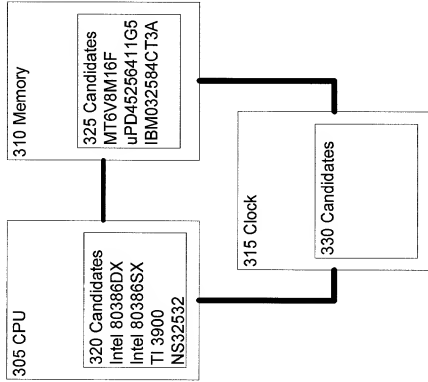 305 CPU
320 Candidates
Intel 80386DX
Intel 80386SX
TI 3900
NS32532
310 Memory
325 Candidates
MT6V8M16F
uPD45256411G5
IBM032584CT3A
315 Clock
330 Candidates